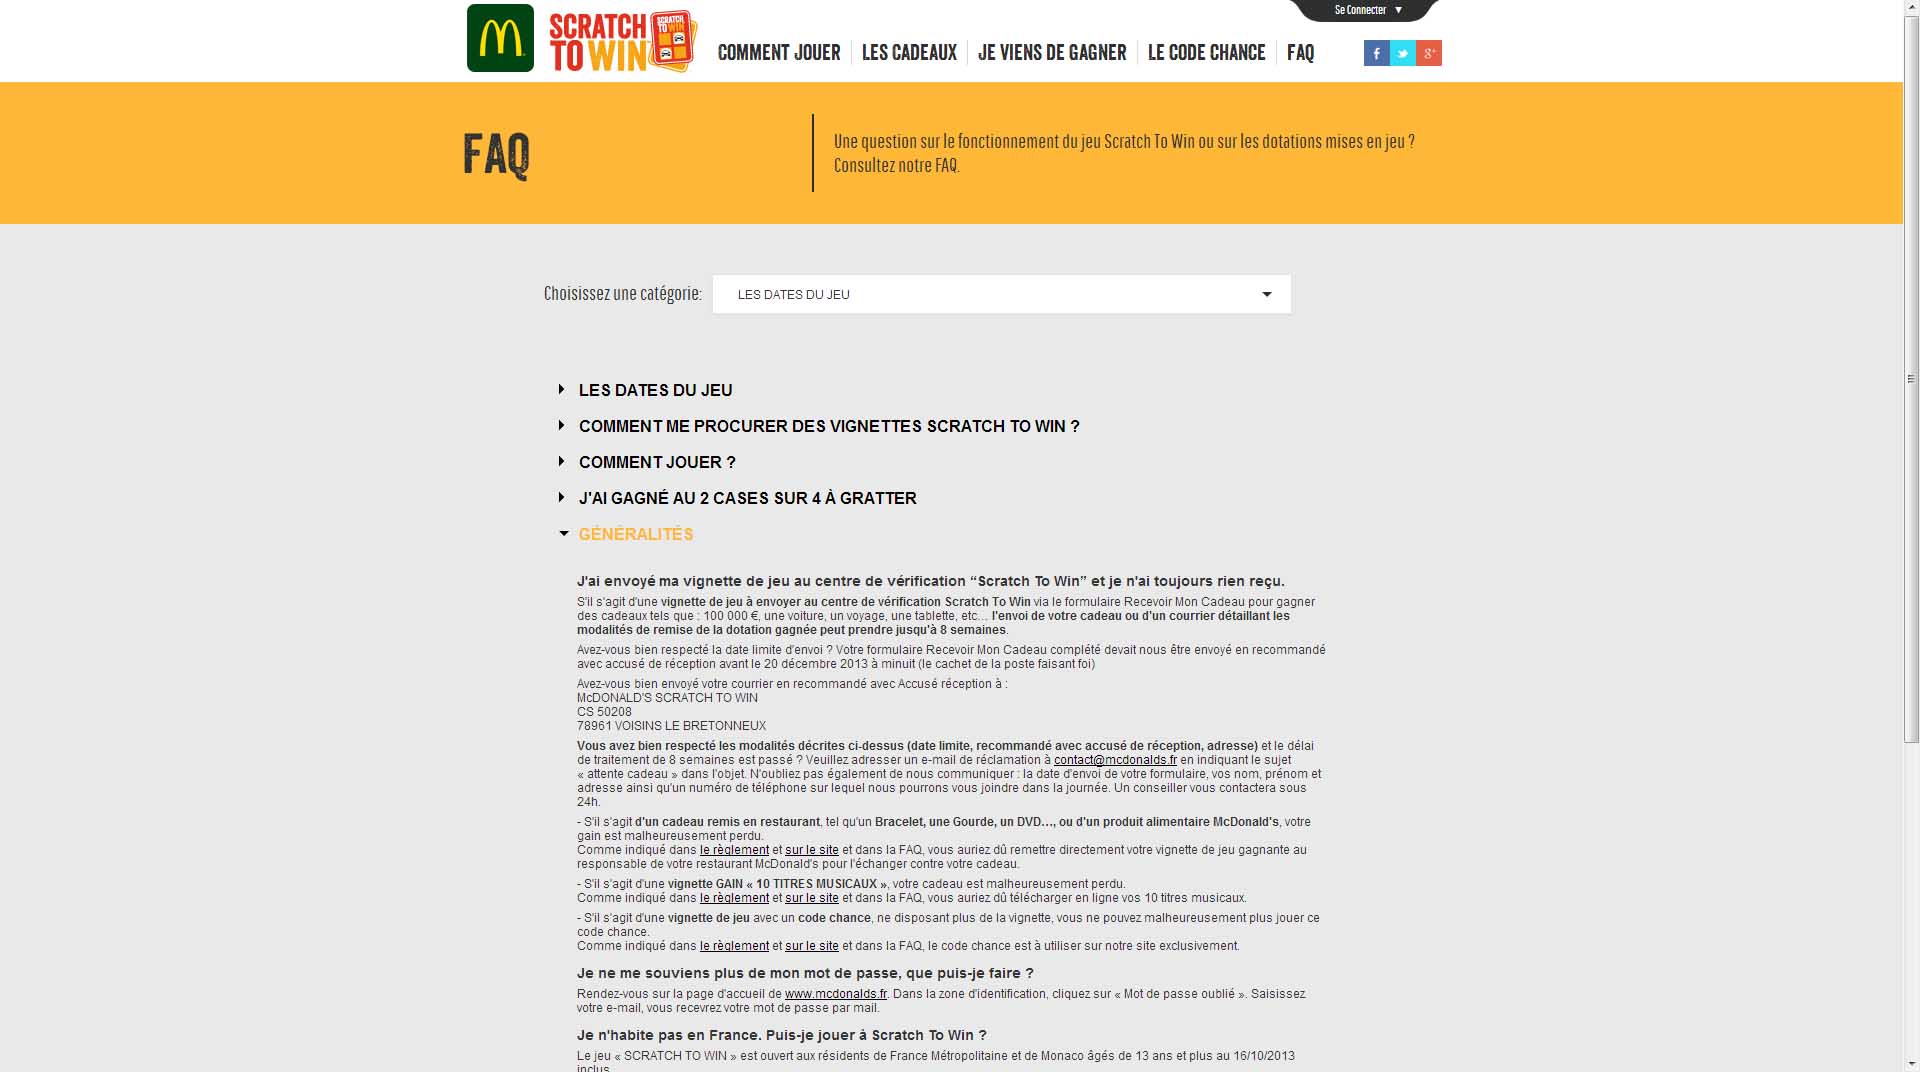 Se Connecter
M
SCRATCH TO WIN
SCRATCH TO WIN
COMMENT JOUER
LES CADEAUX
JE VIENS DE GAGNER
LE CODE CHANCE
FAQ
f
g+
FAQ
Une question sur le fonctionnement du jeu Scratch To Win ou sur les dotations mises en jeu ?
Consultez notre FAQ.
Choisissez une catégorie:
LES DATES DU JEU
LES DATES DU JEU
COMMENT ME PROCURER DES VIGNETTES SCRATCH TO WIN ?
COMMENT JOUER ?
J'AI GAGNÉ AU 2 CASES SUR 4 À GRATTER
GÉNÉRALITÉS
J'ai envoyé ma vignette de jeu au centre de vérification “Scratch To Win” et je n'ai toujours rien reçu.
S'il s'agit d'une vignette de jeu à envoyer au centre de vérification Scratch To Win via le formulaire Recevoir Mon Cadeau pour gagner
des cadeaux tels que : 100 000 €, une voiture, un voyage, une tablette, etc... l'envoi de votre cadeau ou d'un courrier détaillant les
modalités de remise de la dotation gagnée peut prendre jusqu'à 8 semaines.
Avez-vous bien respecté la date limite d'envoi ? Votre formulaire Recevoir Mon Cadeau complété devait nous être envoyé en recommandé
avec accusé de réception avant le 20 décembre 2013 à minuit (le cachet de la poste faisant foi)
Avez-vous bien envoyé votre courrier en recommandé avec Accusé réception à :
McDONALD'S SCRATCH TO WIN
CS 50208
78961 VOISINS LE BRETONNEUX
Vous avez bien respecté les modalités décrites ci-dessus (date limite, recommandé avec accusé de réception, adresse) et le délai
de traitement de 8 semaines est passé ? Veuillez adresser un e-mail de réclamation à contact@mcdonalds.fr en indiquant le sujet
« attente cadeau » dans l'objet. N'oubliez pas également de nous communiquer : la date d'envoi de votre formulaire, vos nom, prénom et
adresse ainsi qu'un numéro de téléphone sur lequel nous pourrons vous joindre dans la journée. Un conseiller vous contactera sous
24h.
- S'il s'agit d'un cadeau remis en restaurant, tel qu'un Bracelet, une Gourde, un DVD…, ou d'un produit alimentaire McDonald's, votre
gain est malheureusement perdu.
Comme indiqué dans le règlement et sur le site et dans la FAQ, vous auriez dû remettre directement votre vignette de jeu gagnante au
responsable de votre restaurant McDonald's pour l'échanger contre votre cadeau.
- S'il s'agit d'une vignette GAIN « 10 TITRES MUSICAUX », votre cadeau est malheureusement perdu.
Comme indiqué dans le règlement et sur le site et dans la FAQ, vous auriez dû télécharger en ligne vos 10 titres musicaux.
- S'il s'agit d'une vignette de jeu avec un code chance, ne disposant plus de la vignette, vous ne pouvez malheureusement plus jouer ce
code chance.
Comme indiqué dans le règlement et sur le site et dans la FAQ, le code chance est à utiliser sur notre site exclusivement.
Je ne me souviens plus de mon mot de passe, que puis-je faire ?
Rendez-vous sur la page d'accueil de www.mcdonalds.fr. Dans la zone d'identification, cliquez sur « Mot de passe oublié ». Saisissez
votre e-mail, vous recevrez votre mot de passe par mail.
Je n'habite pas en France. Puis-je jouer à Scratch To Win ?
Le jeu « SCRATCH TO WIN » est ouvert aux résidents de France Métropolitaine et de Monaco âgés de 13 ans et plus au 16/10/2013
inclus.